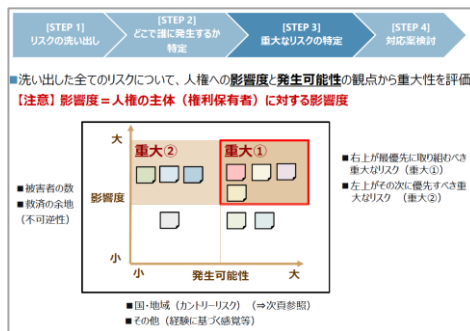 [STEP 1]
リスクの洗い出し
[STEP 2]
どこで誰に発生するか
特定
[STEP 3]
重大なリスクの特定
[STEP 4]
対応案検討
■洗い出した全てのリスクについて、人権への影響度と発生可能性の観点から重大性を評価
【注意】影響度＝人権の主体（権利保有者）に対する影響度
大
重大②
重大①
■被害者の数
■救済の余地
（不可逆性）
影響度
■右上が最優先に取り組むべき
重大なリスク（重大①）
■左上がその次に優先すべき重
大なリスク （重大②）
小
小
発生可能性
大
■国・地域（カントリーリスク） （⇒次頁参照）
■その他（経験に基づく感覚等）